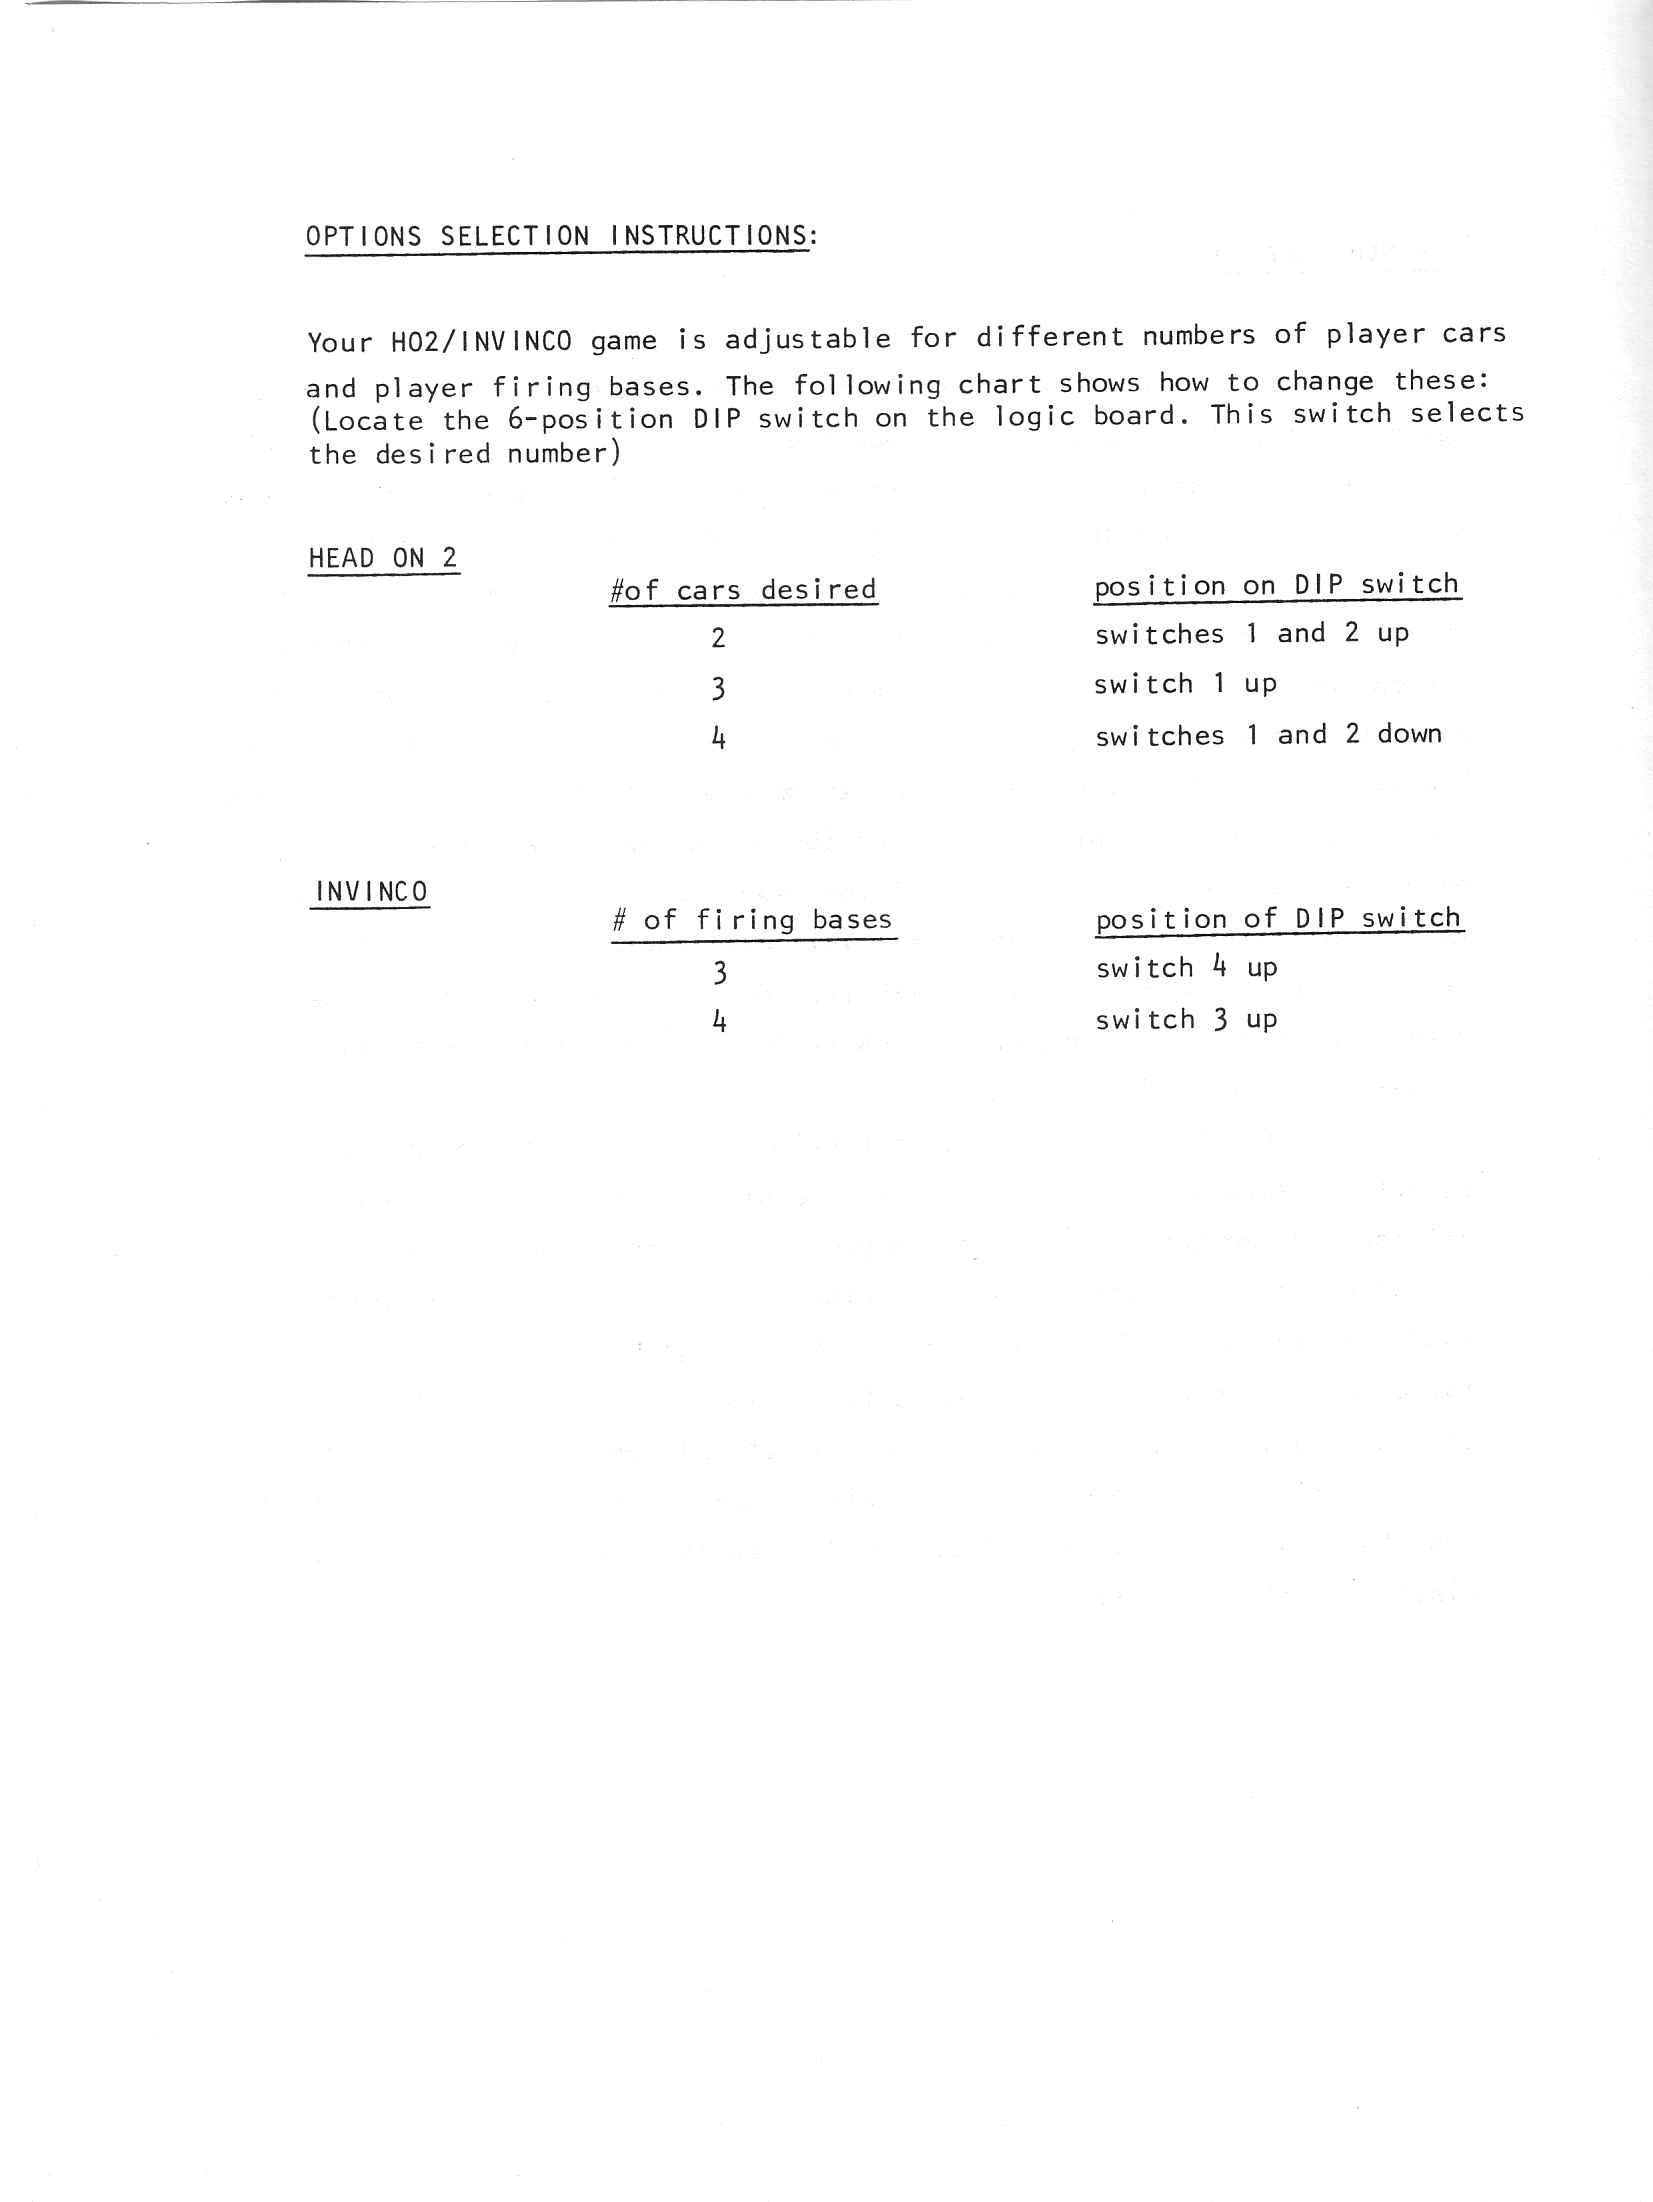 OPTIONS SELECTION INSTRUCTIONS:
Your HO2/INVINCO game is adjustable for different numbers of player cars
and player firing bases. The following chart shows how to change these:
(Locate the 6-position DIP switch on the logic board. This switch selects
the desired number)
HEAD ON 2
#of cars desired position on DIP switch
2 switches 1 and 2 up
3 switch 1 up
4 switches 1 and 2 down
INVINCO
# of firing bases position of DIP switch
3 switch 4 up
4 switch 3 up